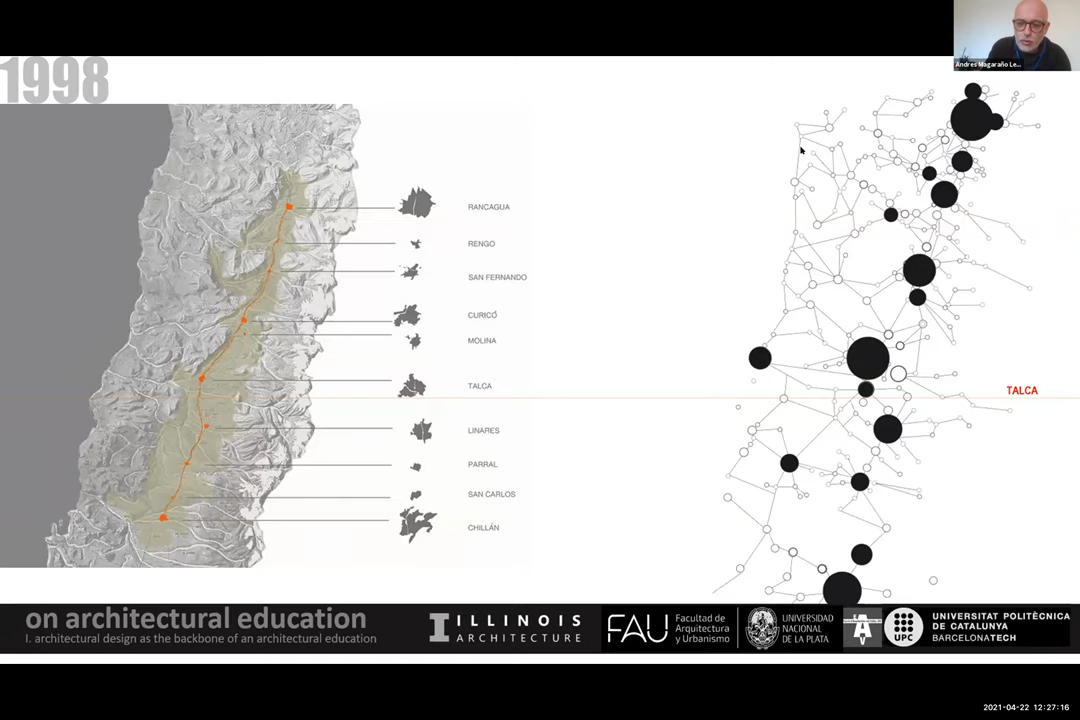 1998
Andres Magaraño Le...
RANCAGUA
RENGO
SAN FERNANDO
CURICÓ
MOLINA
TALCA
LINARES
PARRAL
SAN CARLOS
CHILLÁN
TALCA
on architectural education
I. architectural design as the backbone of an architectural education
ILLINOIS
ARCHITECTURE
FAU
Facultad de
Arquitectura
y Urbanismo
UNIVERSIDAD
NACIONAL
DE LA PLATA
UPC
UNIVERSITAT POLITÈCNICA
DE CATALUNYA
BARCELONATECH
2021-04-22 12:27:16